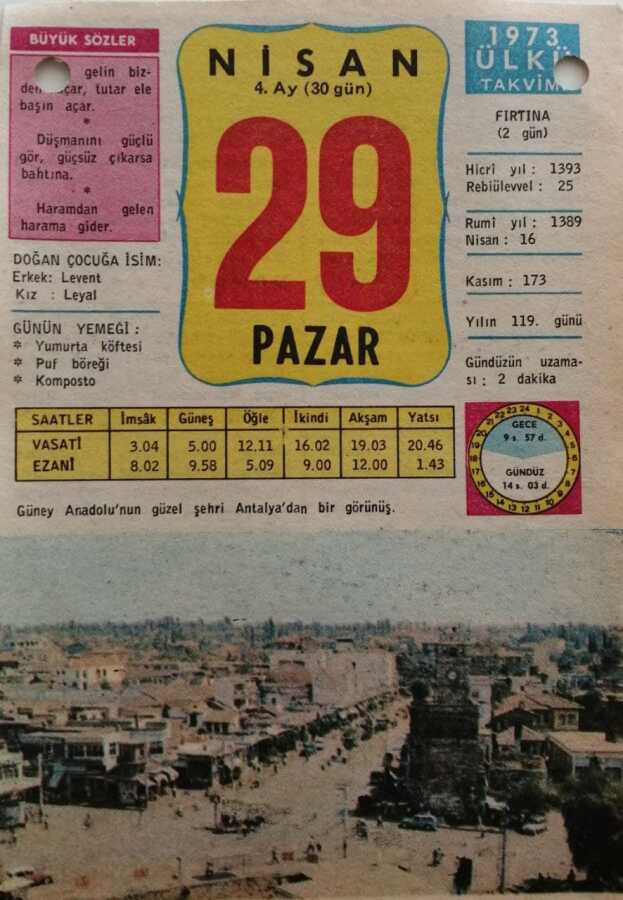 BÜYÜK SÖZLER
gelin biz-
den açar, tutar ele
başın açar.
*
Düşmanını güçlü
gör, güçsüz çıkarsa
bahtına.
*
Haramdan gelen
harama gider.
DOĞAN ÇOCUĞA İSİM:
Erkek: Levent
Kız : Leyal
GÜNÜN YEMEĞİ :
* Yumurta köftesi
* Puf böreği
* Komposto
NİSAN
4. Ay (30 gün)
29
PAZAR
1973
ÜLKÜ
TAKVİMİ
FIRTINA
(2 gün)
Hicrî yıl : 1393
Rebiülevvel : 25
Rumî yıl : 1389
Nisan : 16
Kasım : 173
Yılın 119. günü
Gündüzün uzama-
sı : 2 dakika
SAATLER İmsâk Güneş Öğle İkindi Akşam Yatsı
VASATİ 3.04 5.00 12.11 16.02 19.03 20.46
EZANİ 8.02 9.58 5.09 9.00 12.00 1.43
GECE
9 s. 57 d.
GÜNDÜZ
14 s. 03 d.
Güney Anadolu'nun güzel şehri Antalya'dan bir görünüş.